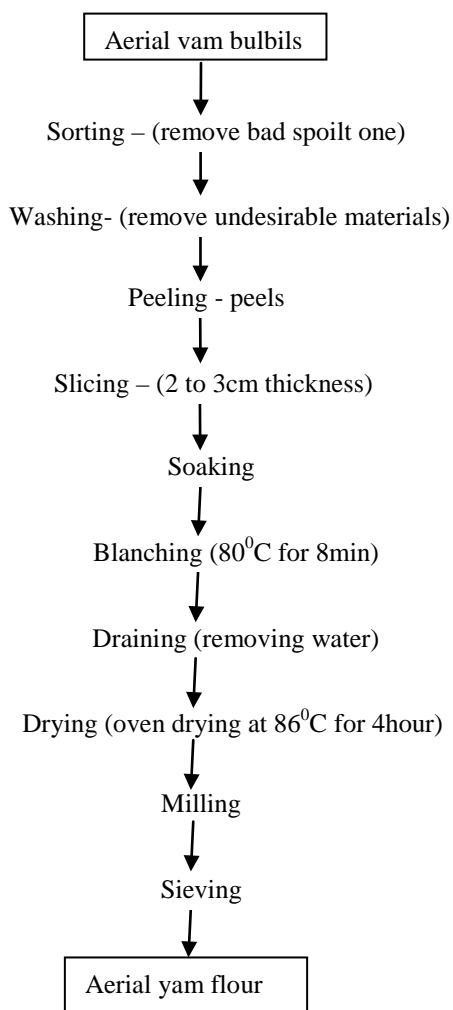 Aerial vam bulbils
Sorting – (remove bad spoilt one)
Washing- (remove undesirable materials)
Peeling - peels
Slicing – (2 to 3cm thickness)
Soaking
Blanching (80⁰C for 8min)
Draining (removing water)
Drying (oven drying at 86⁰C for 4hour)
Milling
Sieving
Aerial yam flour